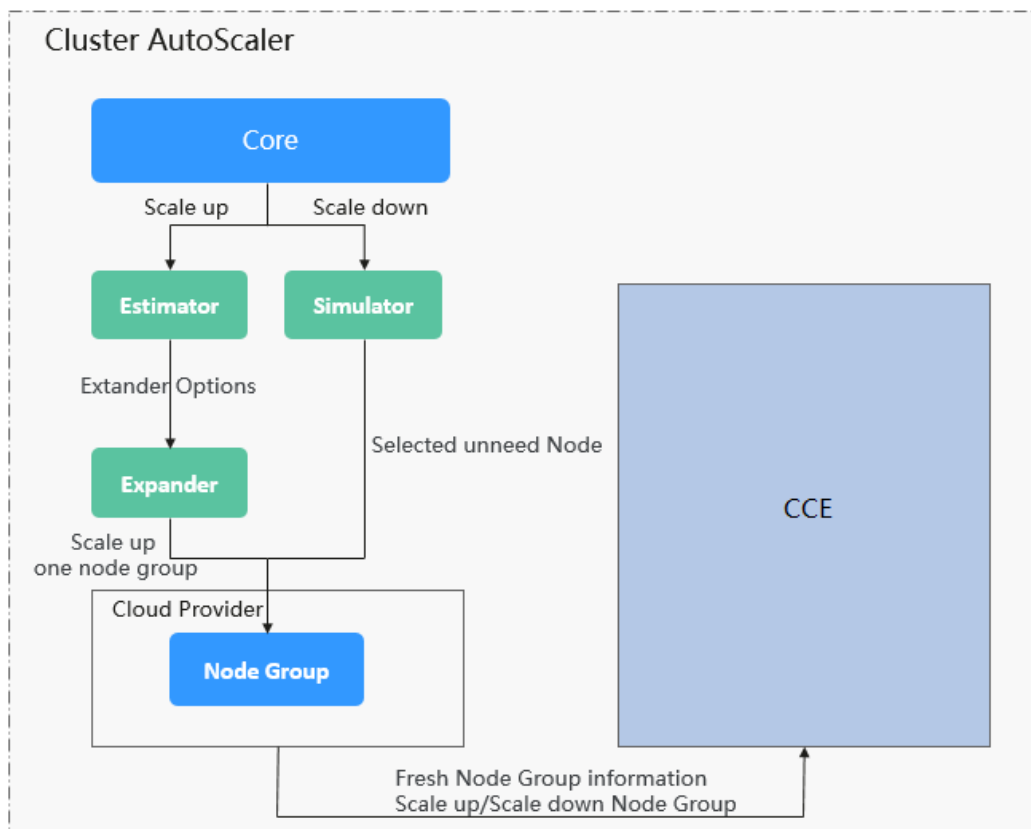 Cluster AutoScaler
Core
Scale up
Scale down
Estimator
Simulator
Extander Options
Selected unneed Node
Expander
CCE
Scale up
one node group
Cloud Provider
Node Group
Fresh Node Group information
Scale up/Scale down Node Group